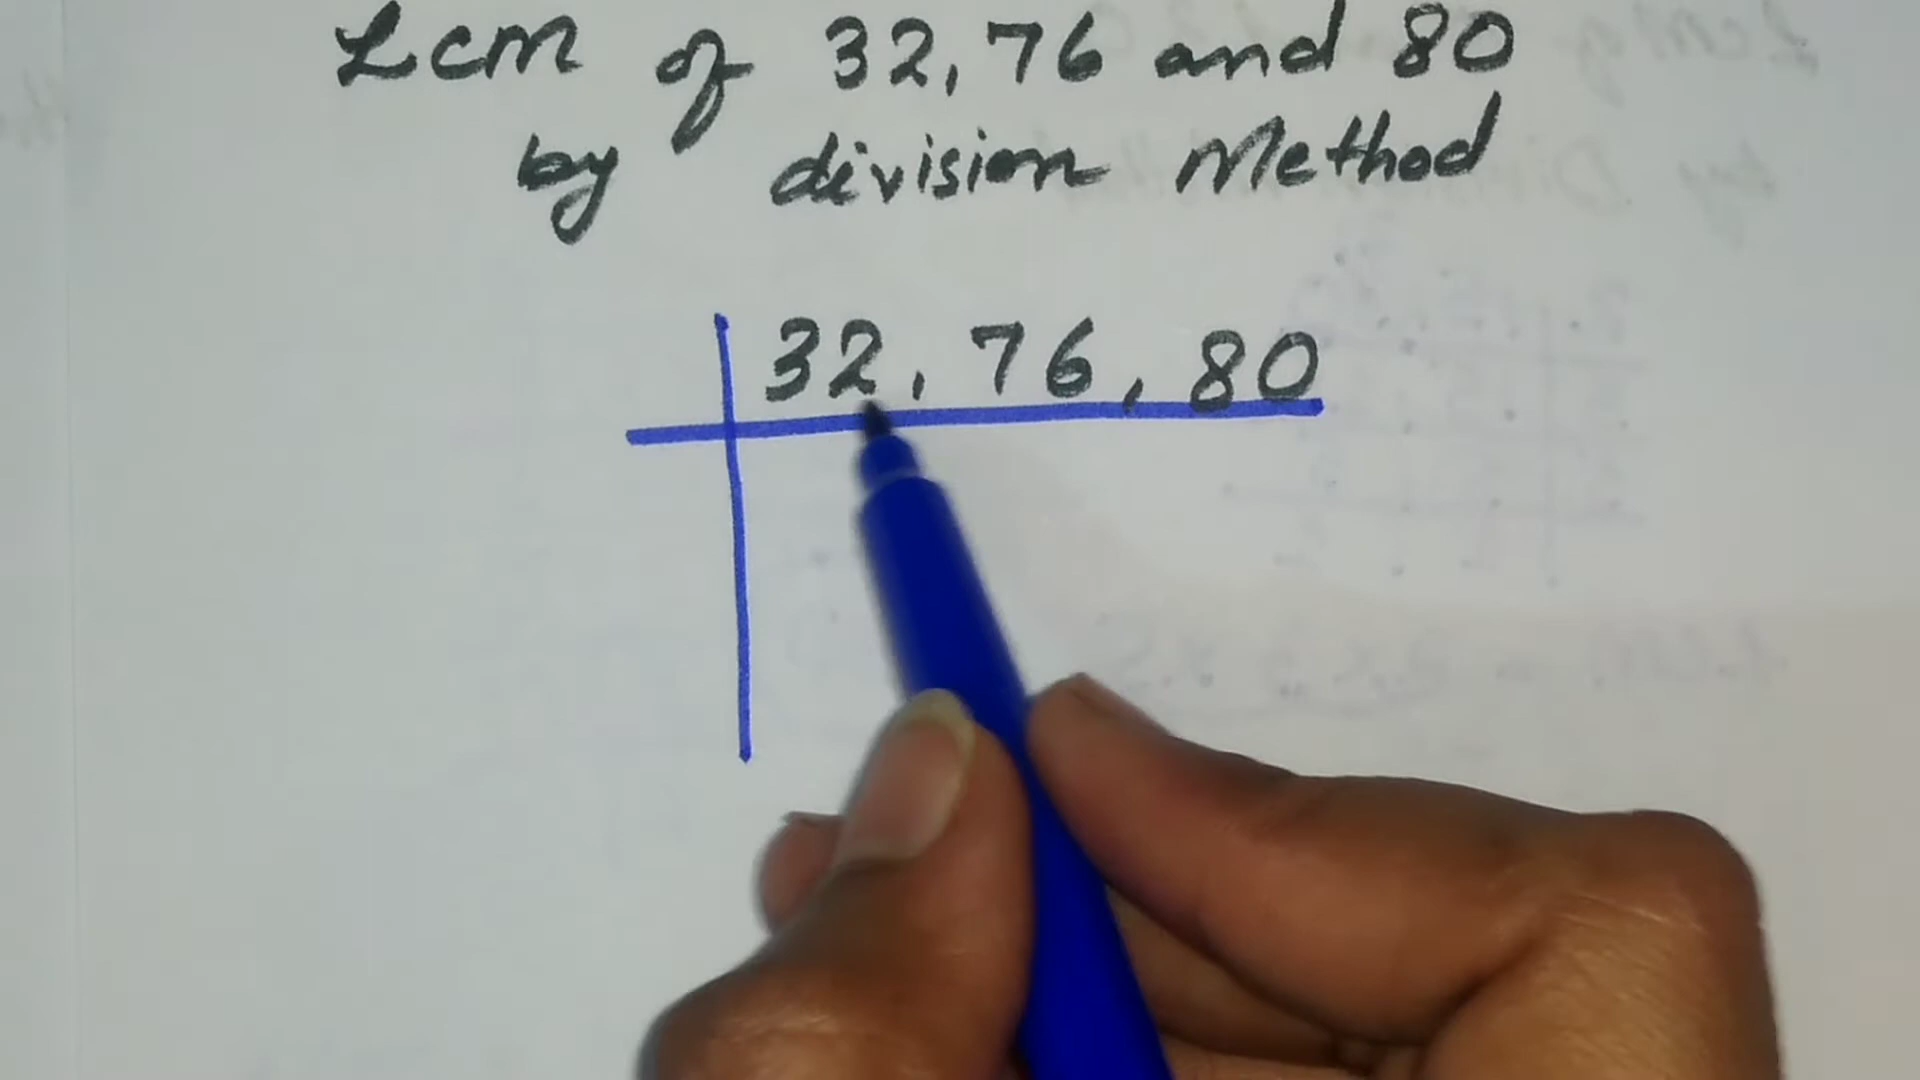 Lcm of 32, 76 and 80
by division Method
32, 76, 80